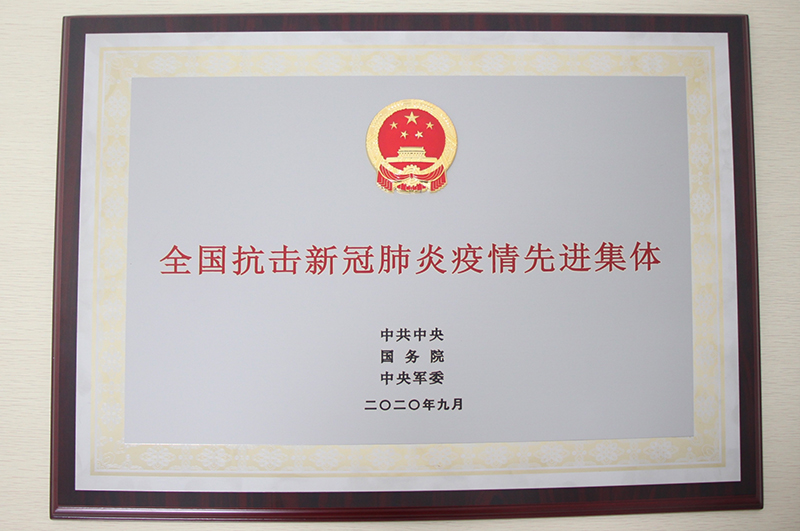 全国抗击新冠肺炎疫情先进集体
中共中央
国务院
中央军委
二〇二〇年九月